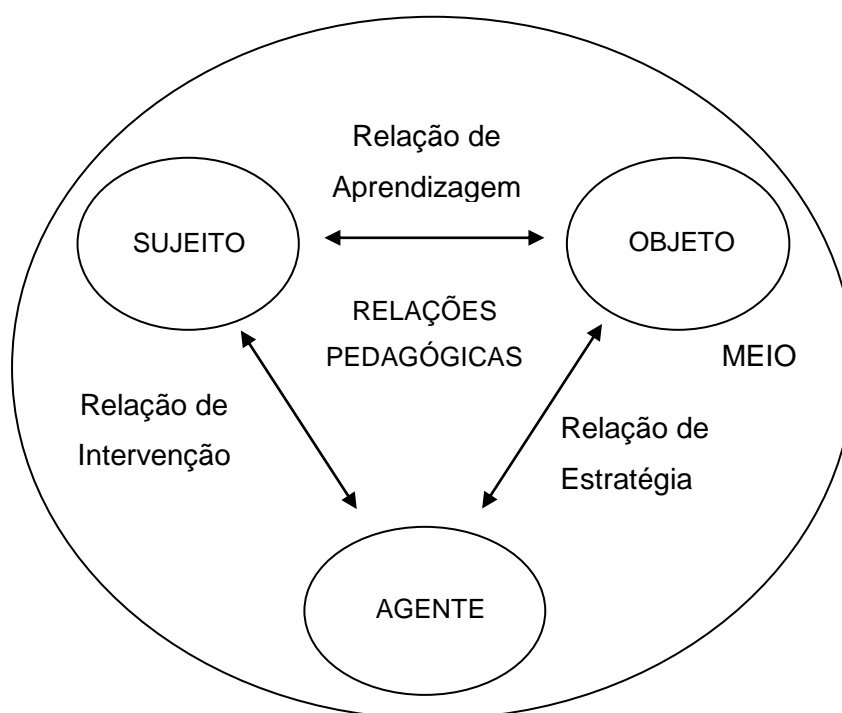 Relação de
Aprendizagem
SUJEITO
OBJETO
RELAÇÕES
PEDAGÓGICAS
MEIO
Relação de
Intervenção
Relação de
Estratégia
AGENTE